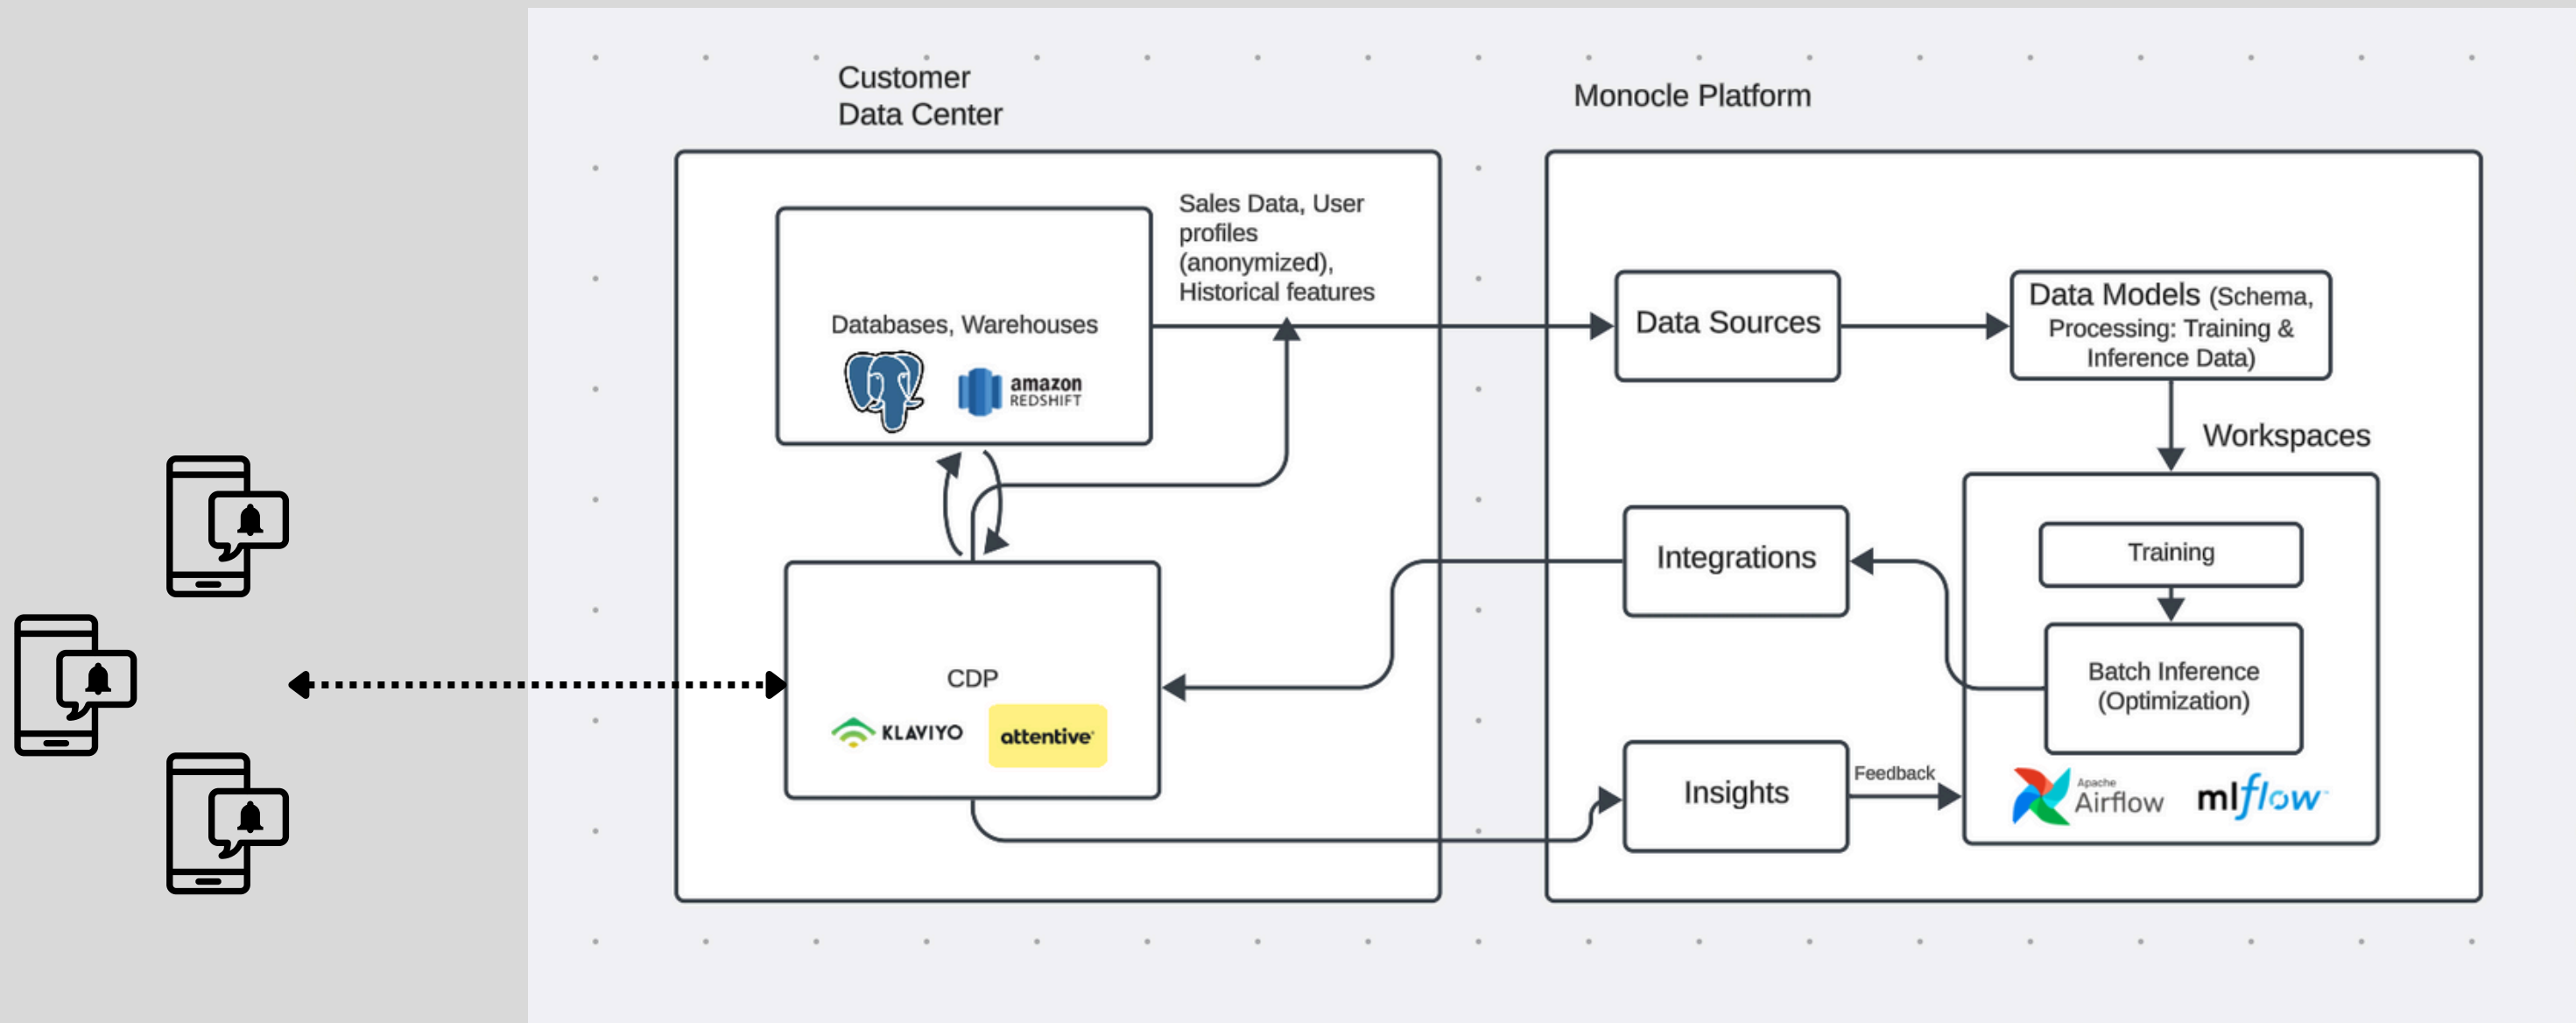 Customer
Data Center
Monocle Platform
Sales Data, User
profiles
(anonymized),
Historical features
Databases, Warehouses
amazon
REDSHIFT
Data Sources
Data Models (Schema,
Processing: Training &
Inference Data)
Workspaces
Integrations
Training
Batch Inference
(Optimization)
CDP
KLAVIYO
attentive
Insights
Feedback
Apache
Airflow
mlflow